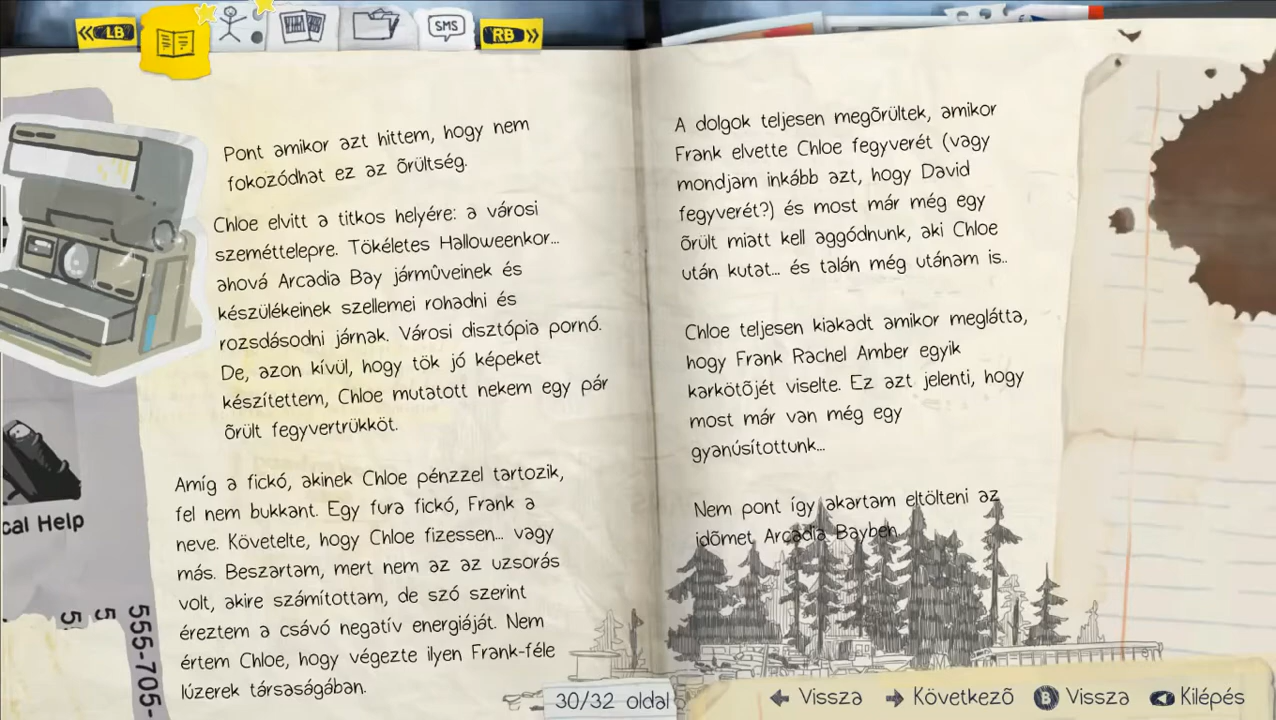 LB
SMS
RB
Pont amikor azt hittem, hogy nem
fokozódhat ez az õrültség.
Chloe elvitt a titkos helyére: a városi
szeméttelepre. Tökéletes Halloweenkor...
ahová Arcadia Bay jármûveinek és
készülékeinek szellemei rohadni és
rozsdásodni járnak. Városi disztópia pornó.
De, azon kívül, hogy tök jó képeket
készítettem, Chloe mutatott nekem egy pár
õrült fegyvertrükköt.
Amíg a fickó, akinek Chloe pénzzel tartozik,
fel nem bukkant. Egy fura fickó, Frank a
neve. Követelte, hogy Chloe fizessen... vagy
más. Beszartam, mert nem az az uzsorás
volt, akire számítottam, de szó szerint
éreztem a csávó negatív energiáját. Nem
értem Chloe, hogy végezte ilyen Frank-féle
lúzerek társaságában.
A dolgok teljesen megõrültek, amikor
Frank elvette Chloe fegyverét (vagy
mondjam inkább azt, hogy David
fegyverét?) és most már még egy
õrült miatt kell aggódnunk, aki Chloe
után kutat... és talán még utánam is..
Chloe teljesen kiakadt amikor meglátta,
hogy Frank Rachel Amber egyik
karkötõjét viselte. Ez azt jelenti, hogy
most már van még egy
gyanúsítottunk...
Nem pont így akartam eltölteni az
idõmet Arcadia Bayben.
cal Help
555-705-
30/32 oldal
Vissza
Következõ
B
Vissza
Kilépés